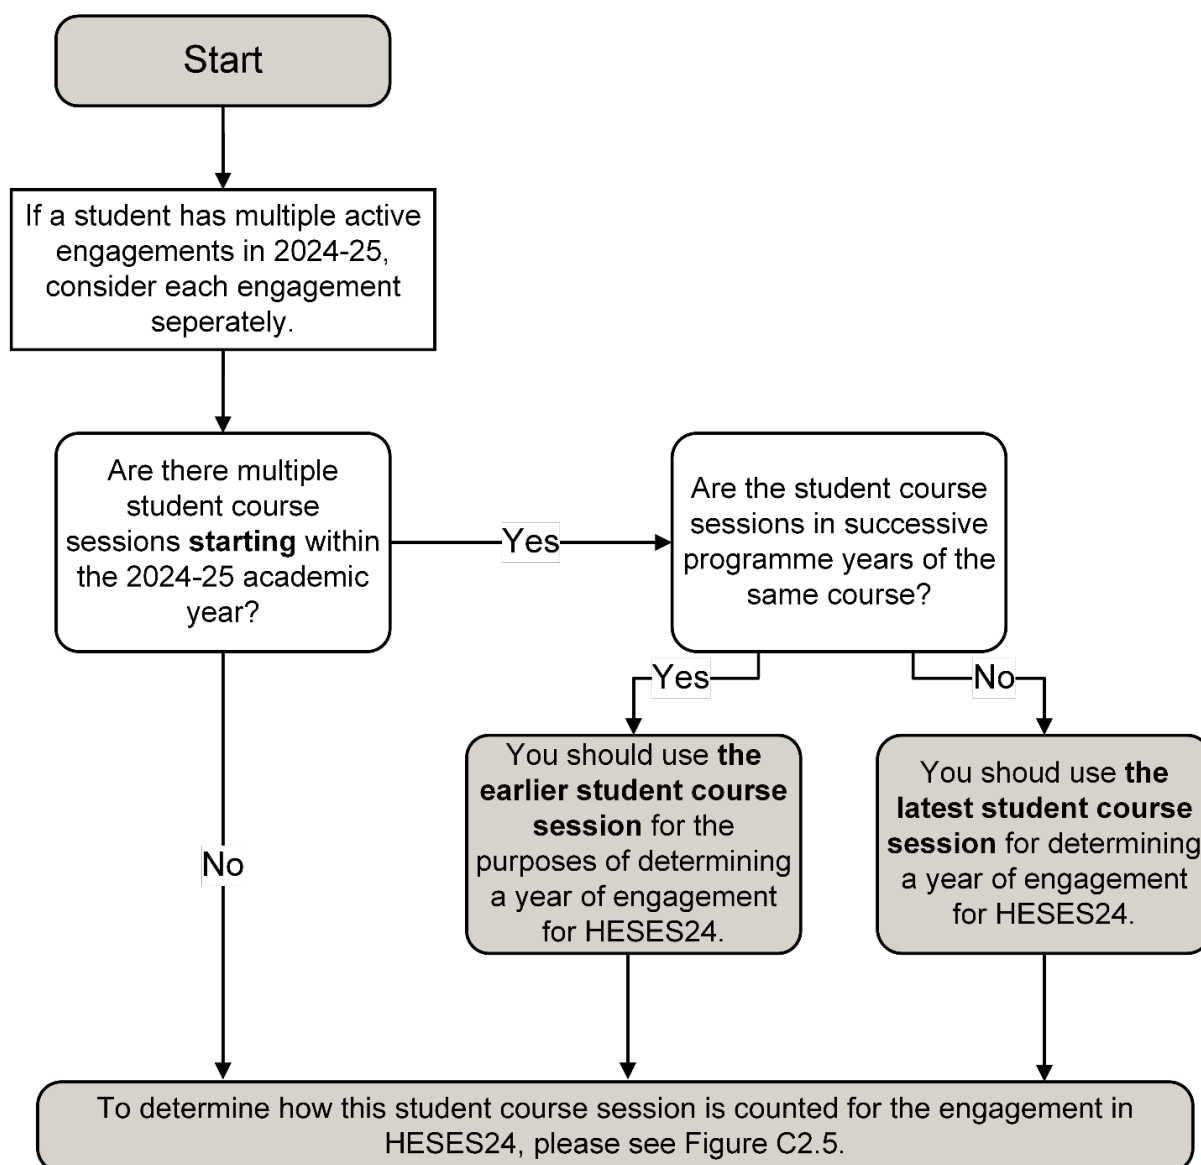 Start
If a student has multiple active
engagements in 2024-25,
consider each engagement
seperately.
Are there multiple
student course
sessions starting within
the 2024-25 academic
year?
Yes
Are the student course
sessions in successive
programme years of the
same course?
Yes
No
You should use the
earlier student course
session for the
purposes of determining
a year of engagement
for HESES24.
You shoud use the
latest student course
session for determining
a year of engagement
for HESES24.
No
To determine how this student course session is counted for the engagement in
HESES24, please see Figure C2.5.